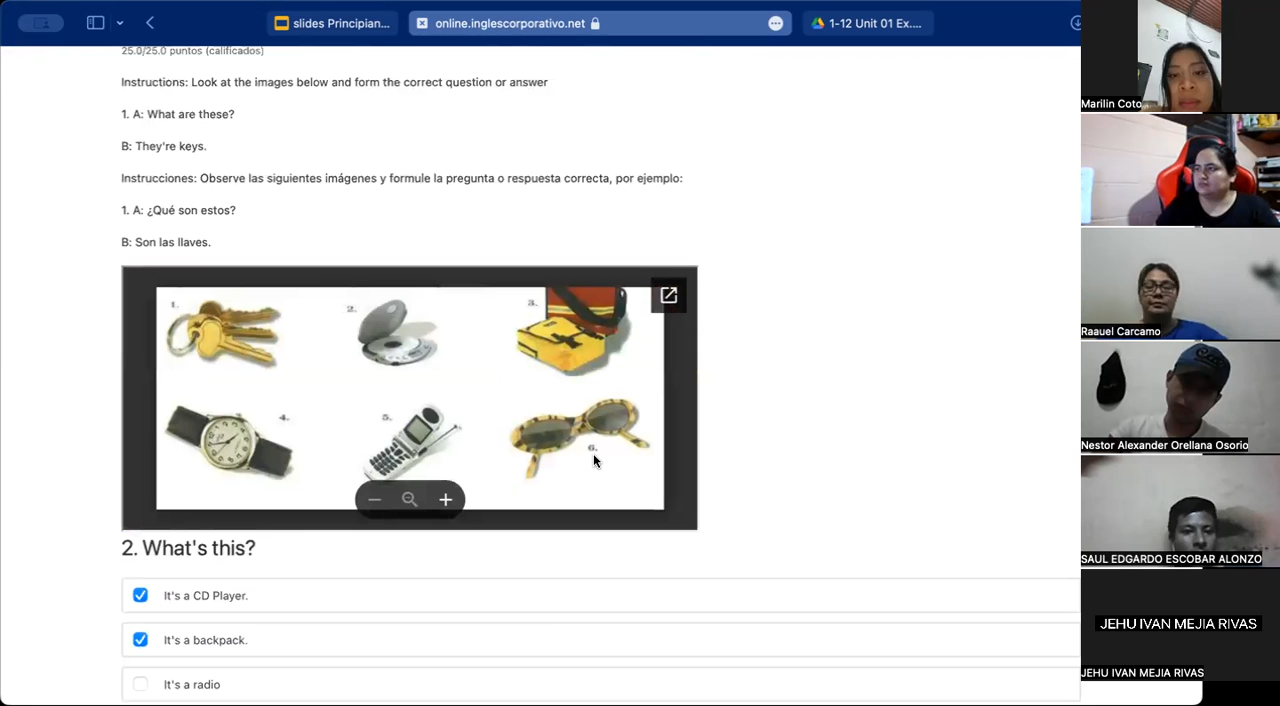 slides Principian...
online.inglescorporativo.net
1-12 Unit 01 Ex....
25.0/25.0 puntos (calificados)
Instructions: Look at the images below and form the correct question or answer
1. A: What are these?
B: They're keys.
Instrucciones: Observe las siguientes imágenes y formule la pregunta o respuesta correcta, por ejemplo:
1. A: ¿Qué son estos?
B: Son las llaves.
1.
2.
3.
4.
5.
6.
2. What's this?
It's a CD Player.
It's a backpack.
It's a radio
Marilin Coto
Raauel Carcamo
Nestor Alexander Orellana Osorio
SAUL EDGARDO ESCOBAR ALONZO
JEHU IVAN MEJIA RIVAS
JEHU IVAN MEJIA RIVAS